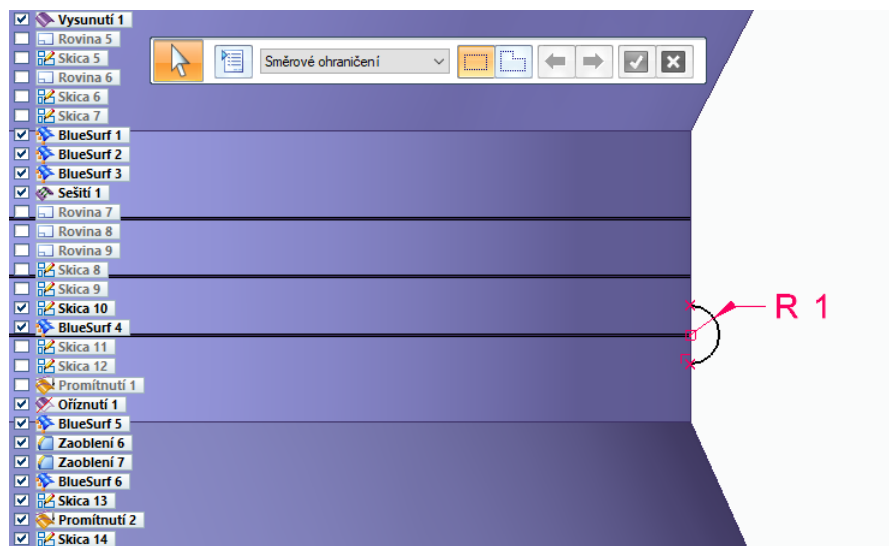 Vysunutí 1
Rovina 5
Skica 5
Rovina 6
Skica 6
Skica 7
BlueSurf 1
BlueSurf 2
BlueSurf 3
Sešití 1
Rovina 7
Rovina 8
Rovina 9
Skica 8
Skica 9
Skica 10
BlueSurf 4
Skica 11
Skica 12
Promítnutí 1
Oříznutí 1
BlueSurf 5
Zaoblení 6
Zaoblení 7
BlueSurf 6
Skica 13
Promítnutí 2
Skica 14
Směrové ohraničení
R 1